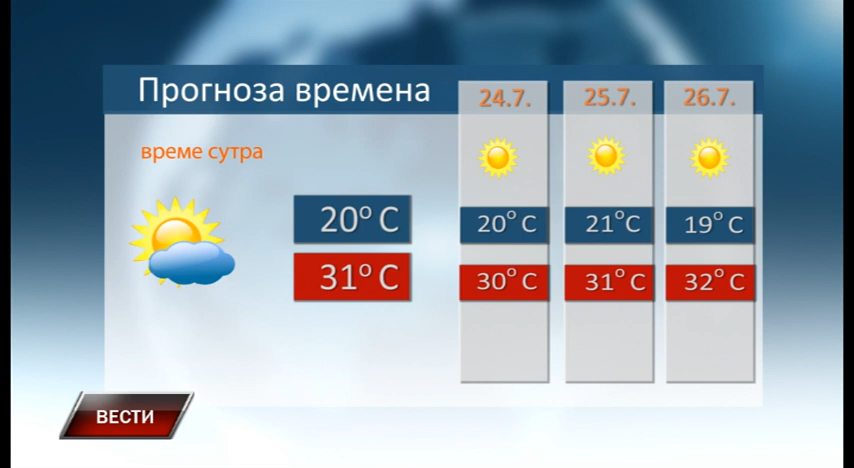 Прогноза времена
време сутра
20° C
31° C
24.7.
25.7.
26.7.
20° C
21°C
19° C
30° C
31° C
32° C
ВЕСТИ